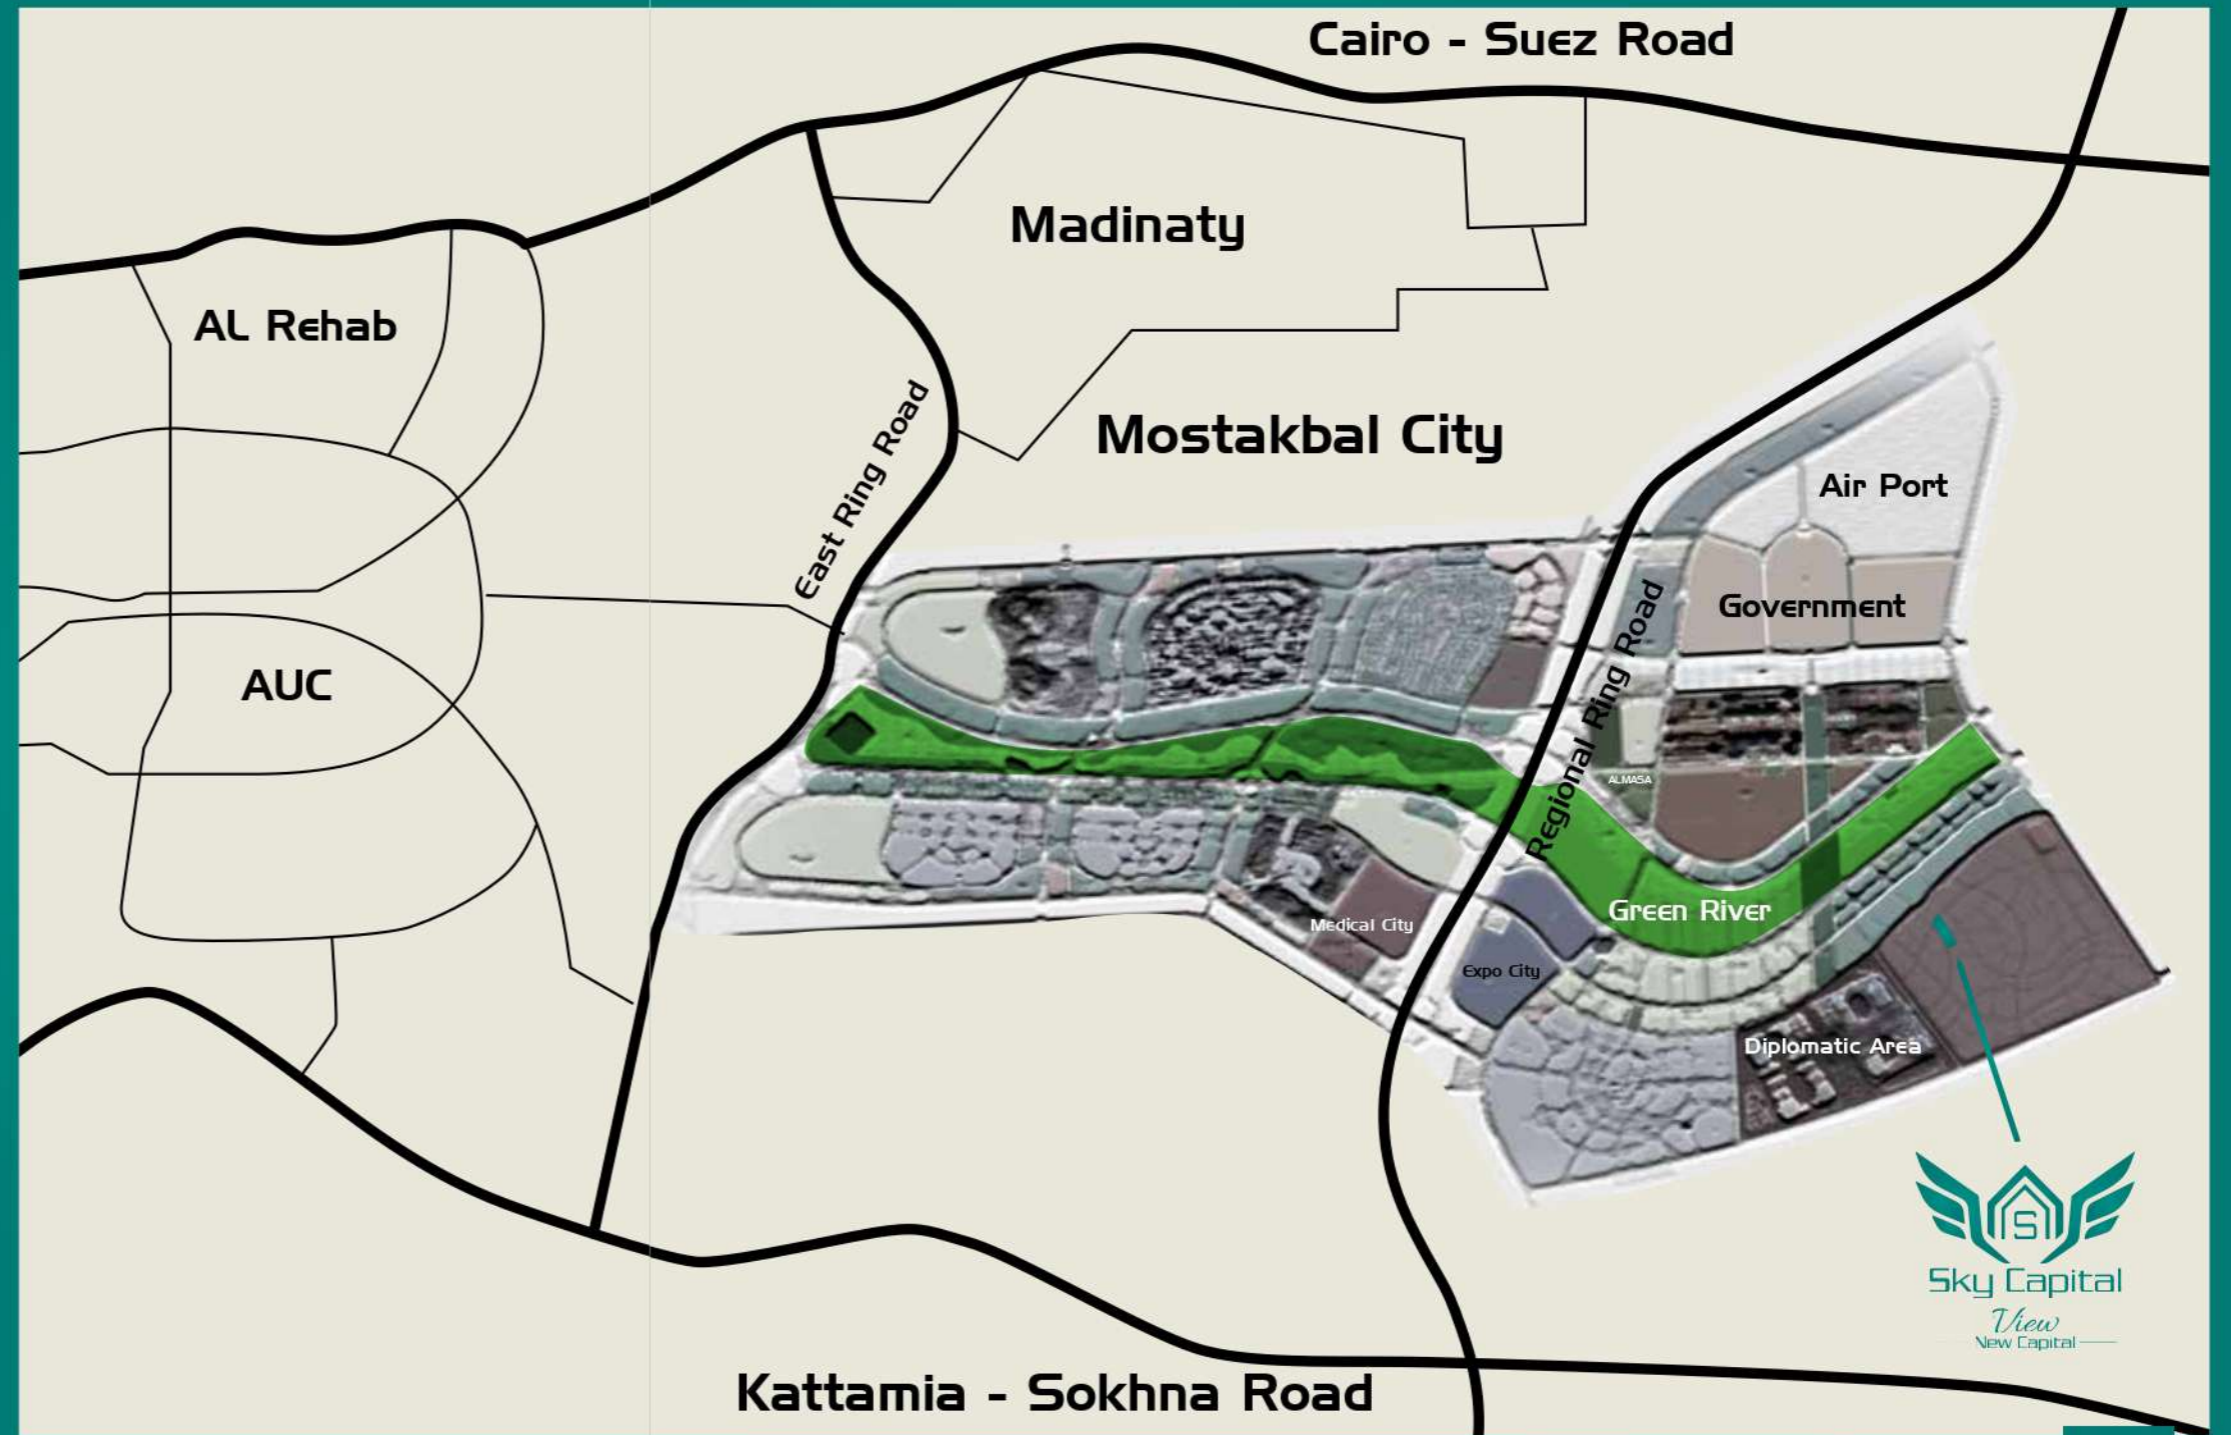 Cairo - Suez Road
Madinaty
AL Rehab
Mostakbal City
East Ring Road
Air Port
Government
AUC
Regional Ring Road
ALMASA
Green River
Medical City
Expo City
Diplomatic Area
S
Sky Capital
View
New Capital
Kattamia - Sokhna Road